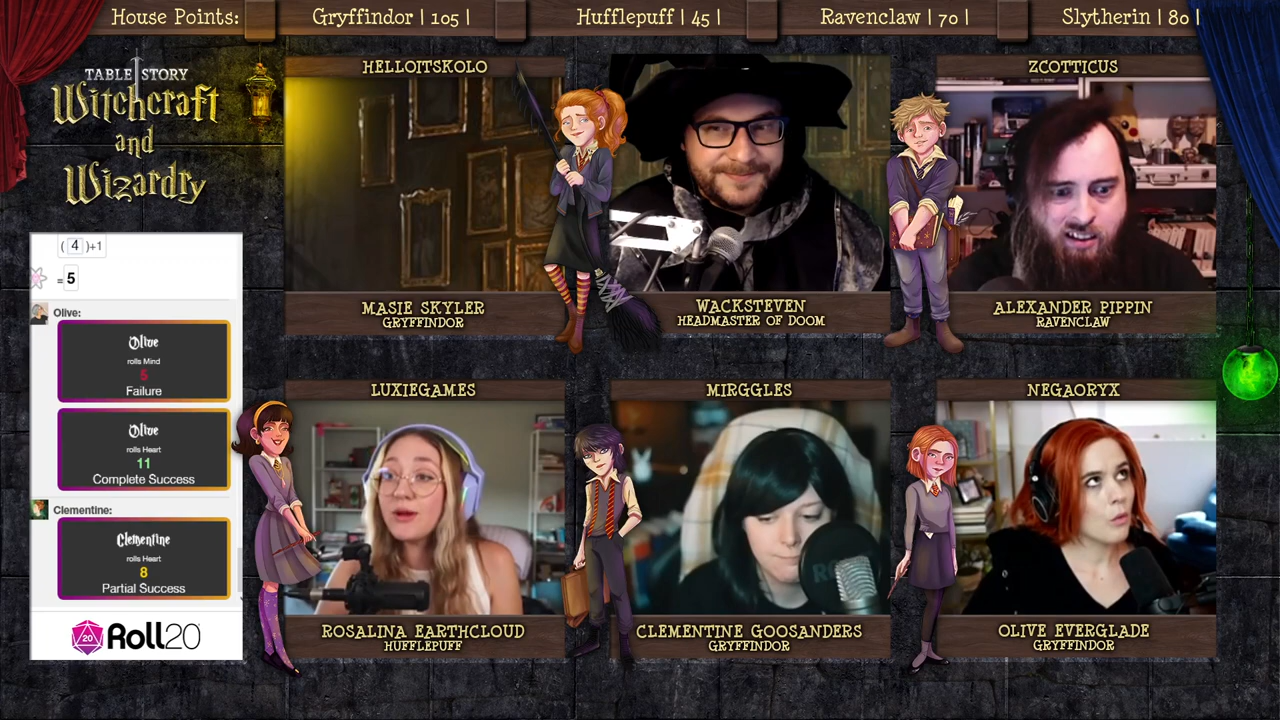 House Points: Gryffindor | 105 | Hufflepuff | 45 | Ravenclaw | 70 | Slytherin | 80 |
TABLE STORY
Witchcraft
and
Wizardry
HELLOITSKOLO
ZCOTTICUS
MASIE SKYLER
GRYFFINDOR
WACKSTEVEN
HEADMASTER OF DOOM
ALEXANDER PIPPIN
RAVENCLAW
( 4 )+1
= 5
Olive:
Olive
rolls Mind
5
Failure
Olive
rolls Heart
11
Complete Success
Clementine:
Clementine
rolls Heart
8
Partial Success
20 Roll20
LUXIEGAMES
MIRGGLES
NEGAORYX
ROSALINA EARTHCLOUD
HUFFLEPUFF
CLEMENTINE GOOSANDERS
GRYFFINDOR
OLIVE EVERGLADE
GRYFFINDOR